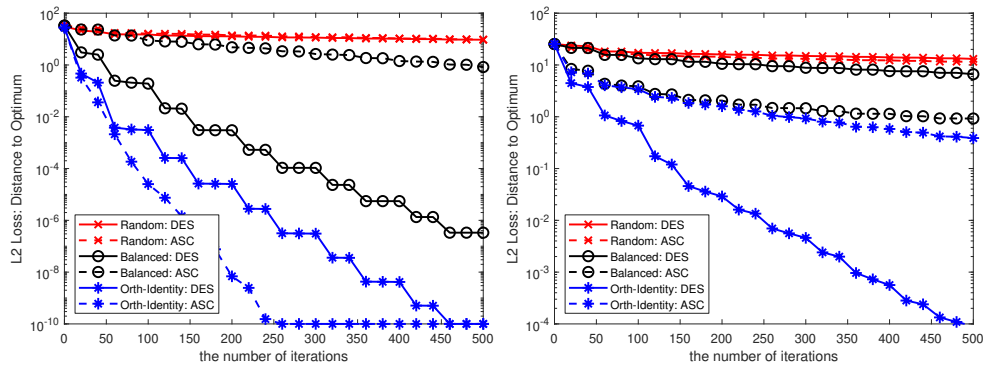 L2 Loss: Distance to Optimum
10^2
10^0
10^-2
10^-4
10^-6
10^-8
10^-10
0 50 100 150 200 250 300 350 400 450 500
the number of iterations
Random: DES
Random: ASC
Balanced: DES
Balanced: ASC
Orth-Identity: DES
Orth-Identity: ASC
L2 Loss: Distance to Optimum
10^2
10^1
10^0
10^-1
10^-2
10^-3
10^-4
0 50 100 150 200 250 300 350 400 450 500
the number of iterations
Random: DES
Random: ASC
Balanced: DES
Balanced: ASC
Orth-Identity: DES
Orth-Identity: ASC